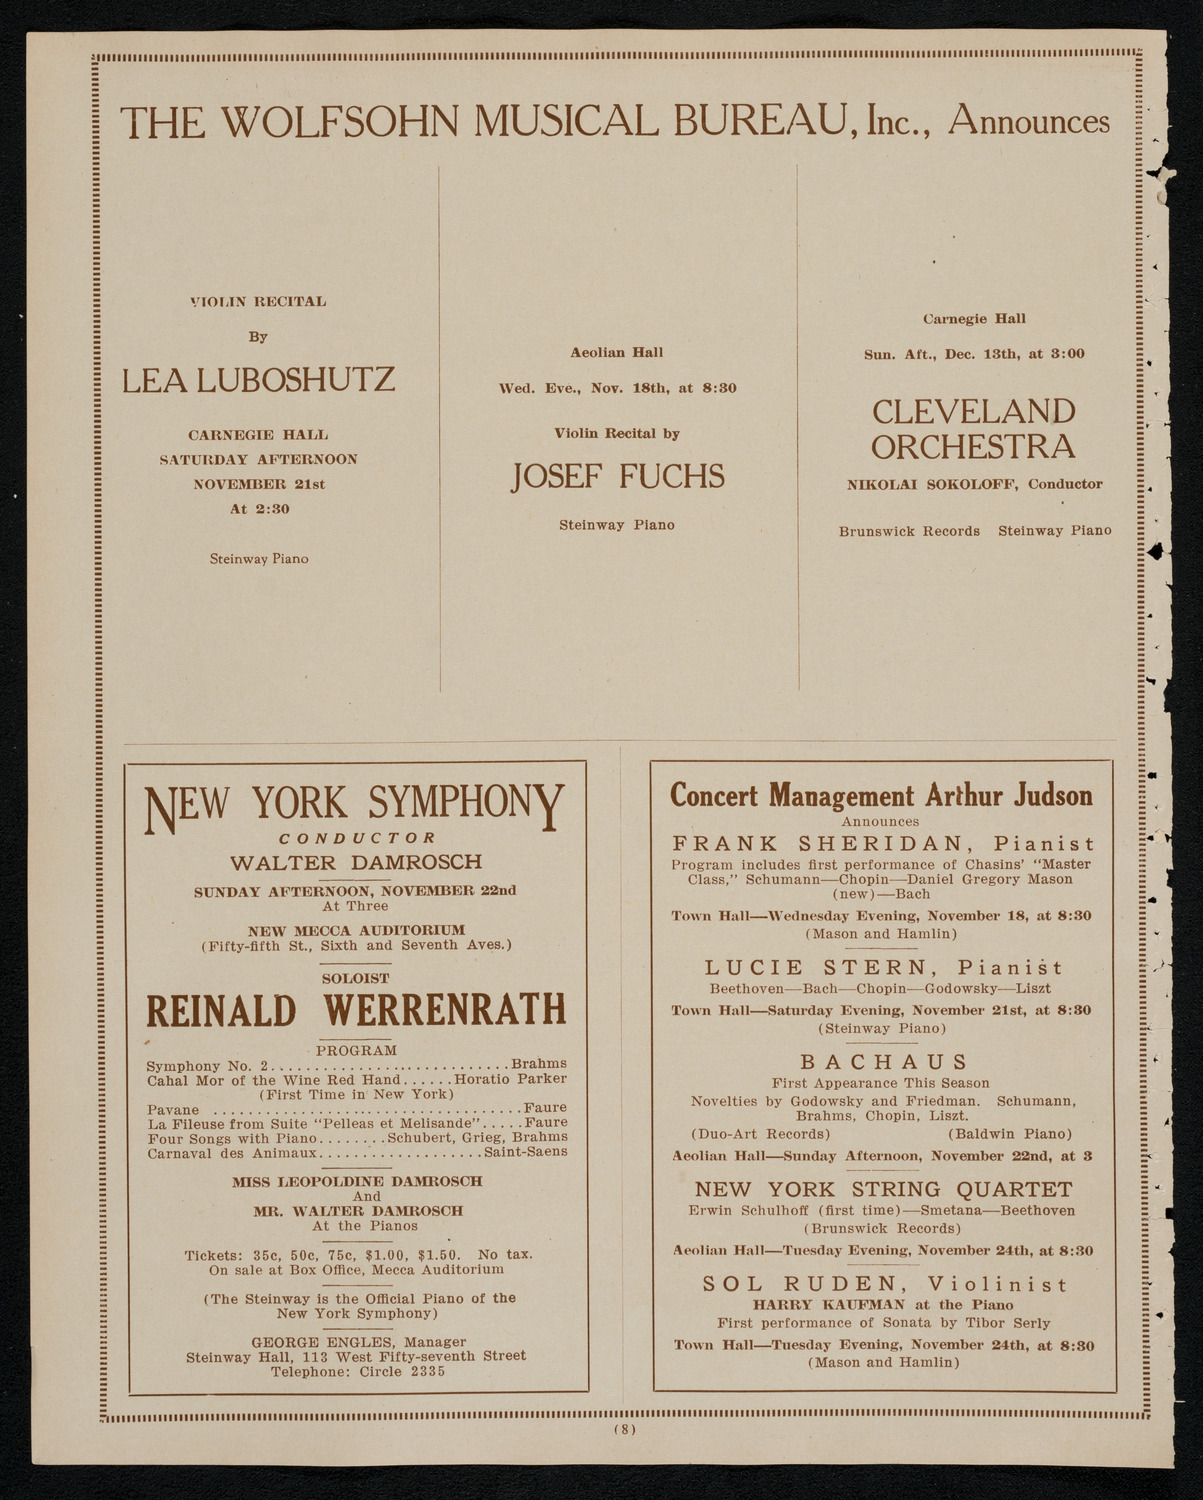 THE WOLFSOHN MUSICAL BUREAU, Inc., Announces
VIOLIN RECITAL
By
LEA LUBOSHUTZ
CARNEGIE HALL
SATURDAY AFTERNOON
NOVEMBER 21st
At 2:30
Steinway Piano
Aeolian Hall
Wed. Eve., Nov. 18th, at 8:30
Violin Recital by
JOSEF FUCHS
Steinway Piano
Carnegie Hall
Sun. Aft., Dec. 13th, at 3:00
CLEVELAND
ORCHESTRA
NIKOLAI SOKOLOFF, Conductor
Brunswick Records Steinway Piano
NEW YORK SYMPHONY
CONDUCTOR
WALTER DAMROSCH
SUNDAY AFTERNOON, NOVEMBER 22nd
At Three
NEW MECCA AUDITORIUM
(Fifty-fifth St., Sixth and Seventh Aves.)
SOLOIST
REINALD WERRENRATH
PROGRAM
Symphony No. 2...........................Brahms
Cahal Mor of the Wine Red Hand......Horatio Parker
(First Time in New York)
Pavane ...................................Faure
La Fileuse from Suite "Pelleas et Melisande".....Faure
Four Songs with Piano........Schubert, Grieg, Brahms
Carnaval des Animaux...................Saint-Saens
MISS LEOPOLDINE DAMROSCH
And
MR. WALTER DAMROSCH
At the Pianos
Tickets: 35c, 50c, 75c, $1.00, $1.50. No tax.
On sale at Box Office, Mecca Auditorium
(The Steinway is the Official Piano of the
New York Symphony)
GEORGE ENGLES, Manager
Steinway Hall, 113 West Fifty-seventh Street
Telephone: Circle 2335
Concert Management Arthur Judson
Announces
FRANK SHERIDAN, Pianist
Program includes first performance of Chasins' "Master
Class," Schumann—Chopin—Daniel Gregory Mason
(new)—Bach
Town Hall—Wednesday Evening, November 18, at 8:30
(Mason and Hamlin)
LUCIE STERN, Pianist
Beethoven—Bach—Chopin—Godowsky—Liszt
Town Hall—Saturday Evening, November 21st, at 8:30
(Steinway Piano)
BACHAUS
First Appearance This Season
Novelties by Godowsky and Friedman. Schumann,
Brahms, Chopin, Liszt.
(Duo-Art Records) (Baldwin Piano)
Aeolian Hall—Sunday Afternoon, November 22nd, at 3
NEW YORK STRING QUARTET
Erwin Schulhoff (first time)—Smetana—Beethoven
(Brunswick Records)
Aeolian Hall—Tuesday Evening, November 24th, at 8:30
SOL RUDEN, Violinist
HARRY KAUFMAN at the Piano
First performance of Sonata by Tibor Serly
Town Hall—Tuesday Evening, November 24th, at 8:30
(Mason and Hamlin)
(8)